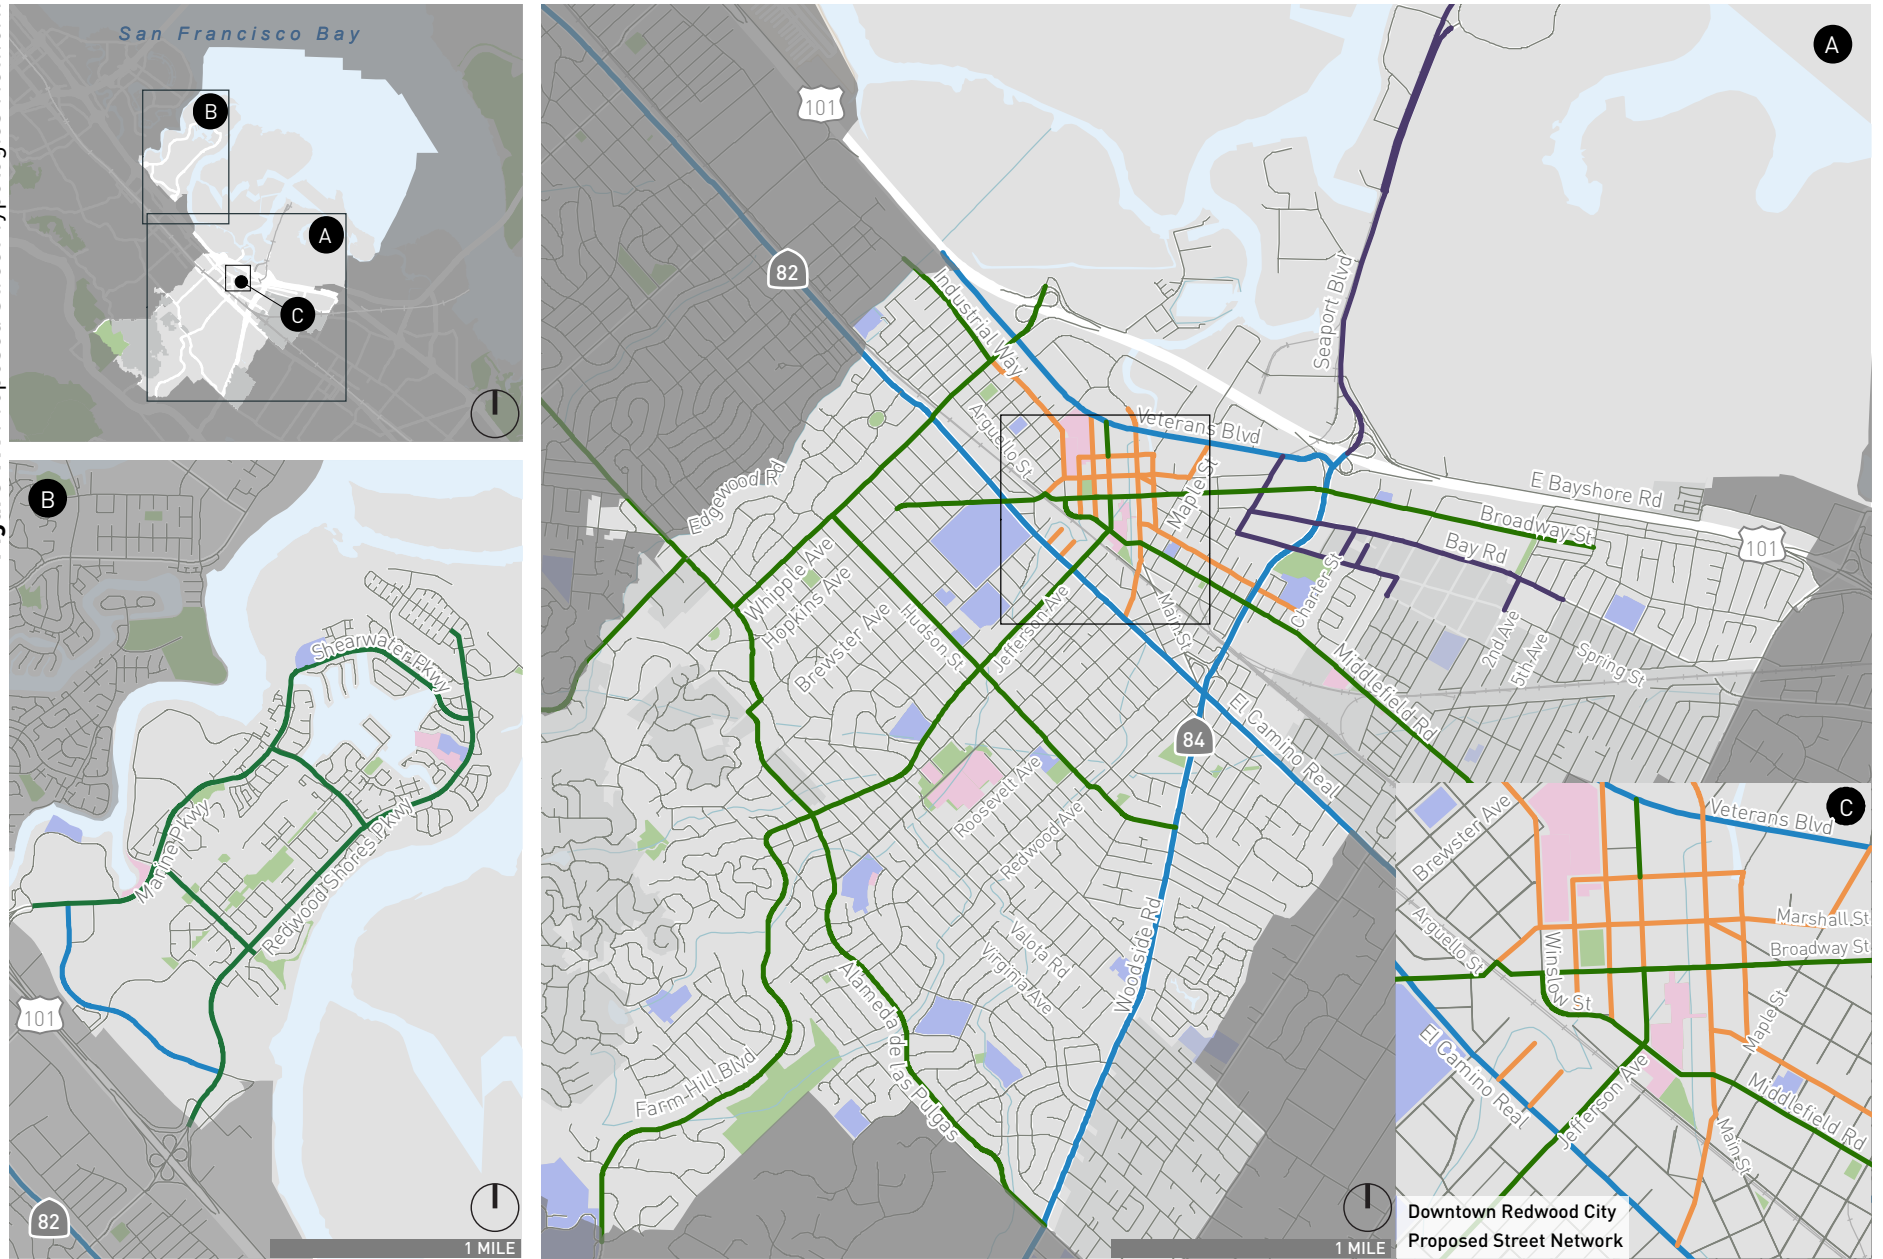 San Francisco Bay
B
A
C
A
101
82
Industrial Way
Seaport Blvd
Arguello St
Veterans Blvd
Maple St
E Bayshore Rd
Broadway St
Bay Rd
101
Edgewood Rd
Whipple Ave
Hopkins Ave
Brewster Ave
Hudson St
Jefferson Ave
Main St
Charter St
2nd Ave
5th Ave
Spring St
Middlefield Rd
El Camino Real
84
Roosevelt Ave
Redwood Ave
Valota Rd
Virginia Ave
Woodside Rd
Alameda de las Pulgas
Farm Hill Blvd
1 MILE
B
Shearwater Pkwy
Marine Pkwy
Redwood Shores Pkwy
101
82
1 MILE
C
Veterans Blvd
Brewster Ave
Arguello St
Marshall St
Broadway St
Winslow St
Maple St
El Camino Real
Jefferson Ave
Middlefield Rd
Main St
Downtown Redwood City
Proposed Street Network